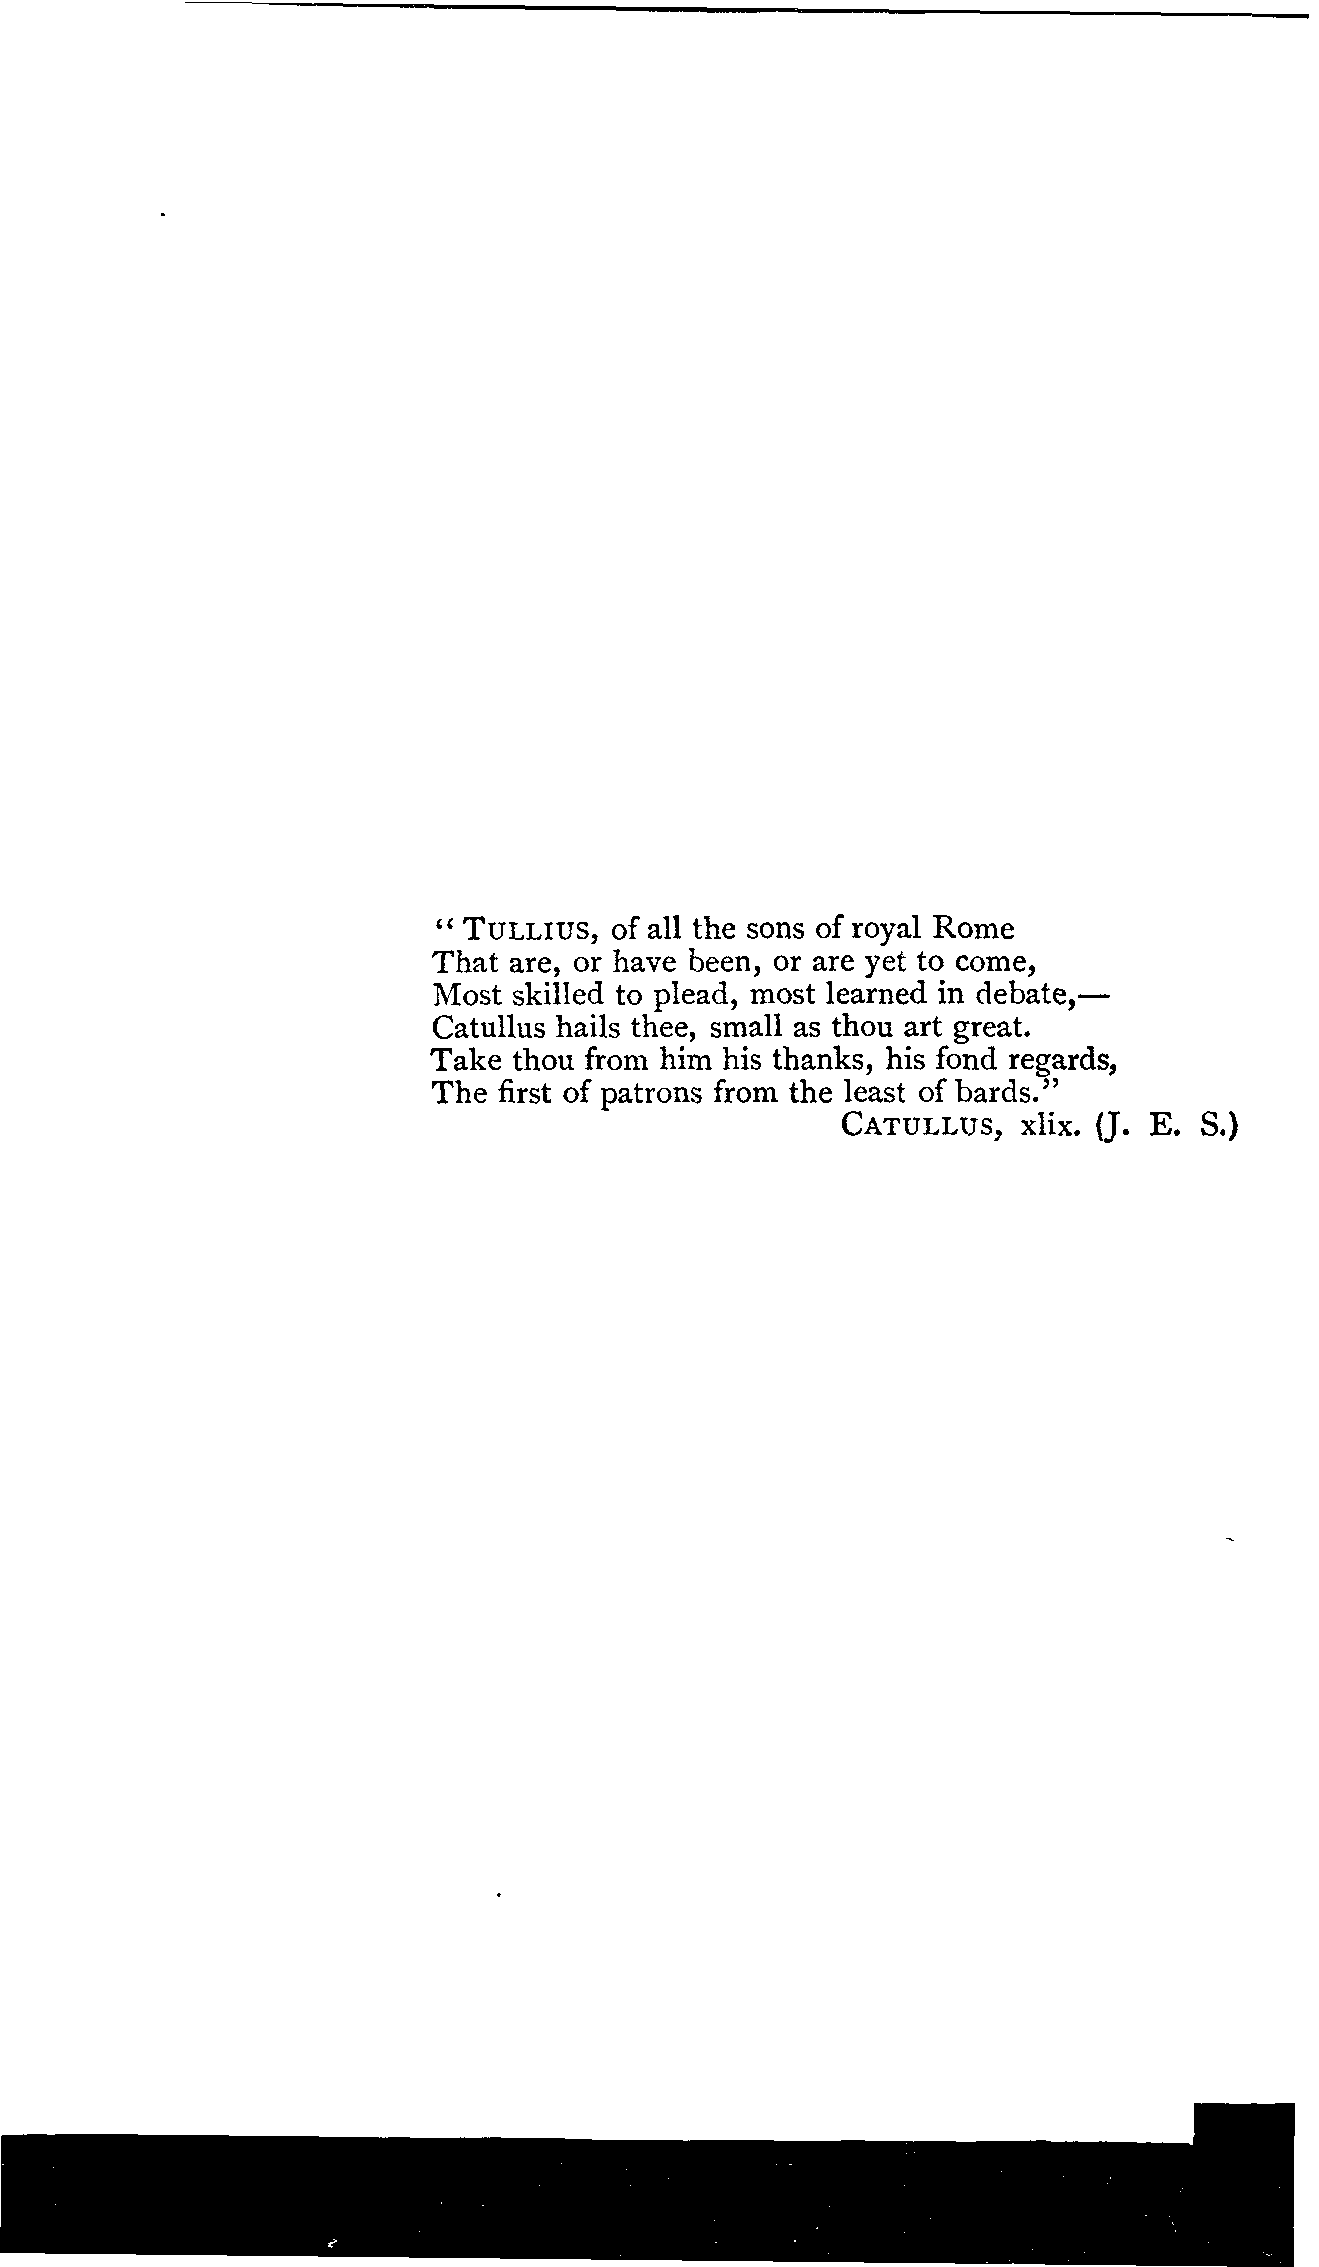 “ TULLIUS, of all the sons of royal Rome
That are, or have been, or are yet to come,
Most skilled to plead, most learned in debate,—
Catullus hails thee, small as thou art great.
Take thou from him his thanks, his fond regards,
The first of patrons from the least of bards.”
CATULLUS, xlix. (J. E. S.)